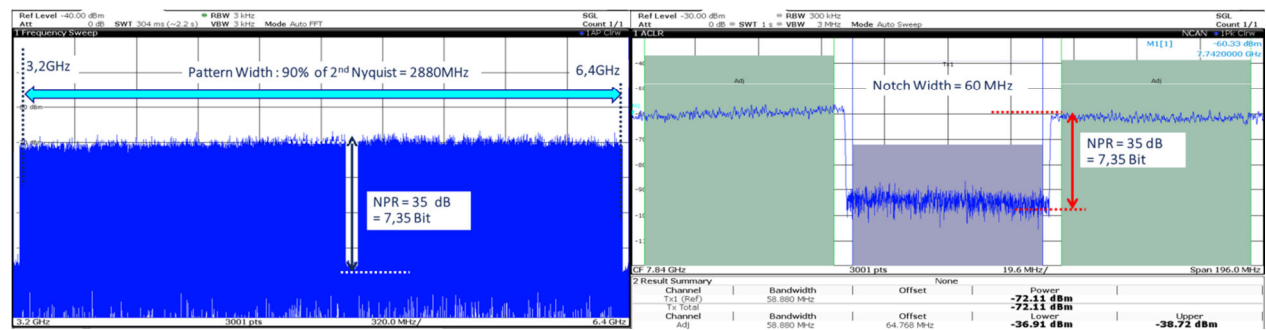 Ref Level -40.00 dBm RBW 3 kHz SGL
Att 0 dB SWT 304 ms (~2.2 s) VBW 3 kHz Mode Auto FFT Count 1/1
1 Frequency Sweep 1AP Clrw
3,2GHz
Pattern Width : 90% of 2nd Nyquist = 2880MHz
6,4GHz
NPR = 35 dB
= 7,35 Bit
3.2 GHz 3001 pts 320.0 MHz/ 6.4 GHz
Ref Level -30.00 dBm RBW 300 kHz SGL
Att 0 dB SWT 1 s VBW 3 MHz Mode Auto Sweep Count 1/1
1 ACLR NCAN 1Pk Clrw
M1[1] -60.33 dBm
7.7420000 GHz
Tx1
Adj
Adj
Notch Width = 60 MHz
NPR = 35 dB
= 7,35 Bit
CF 7.84 GHz 3001 pts 19.6 MHz/ Span 196.0 MHz
2 Result Summary None
Channel Bandwidth Offset Power
Tx1 (Ref) 58.880 MHz -72.11 dBm
Tx Total -72.11 dBm
Channel Bandwidth Offset Lower Upper
Adj 58.880 MHz 64.768 MHz -36.91 dBm -38.72 dBm